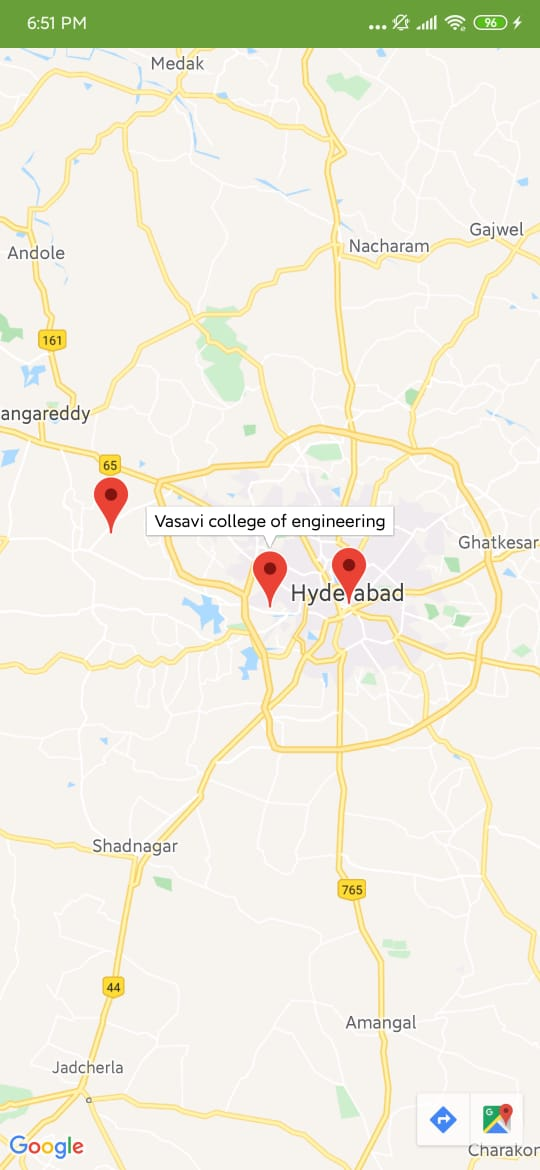 6:51 PM
96
Medak
Gajwel
Nacharam
Andole
161
angareddy
65
Vasavi college of engineering
Ghatkesar
Hyderabad
Shadnagar
765
44
Amangal
Jadcherla
G
Google
Charakon